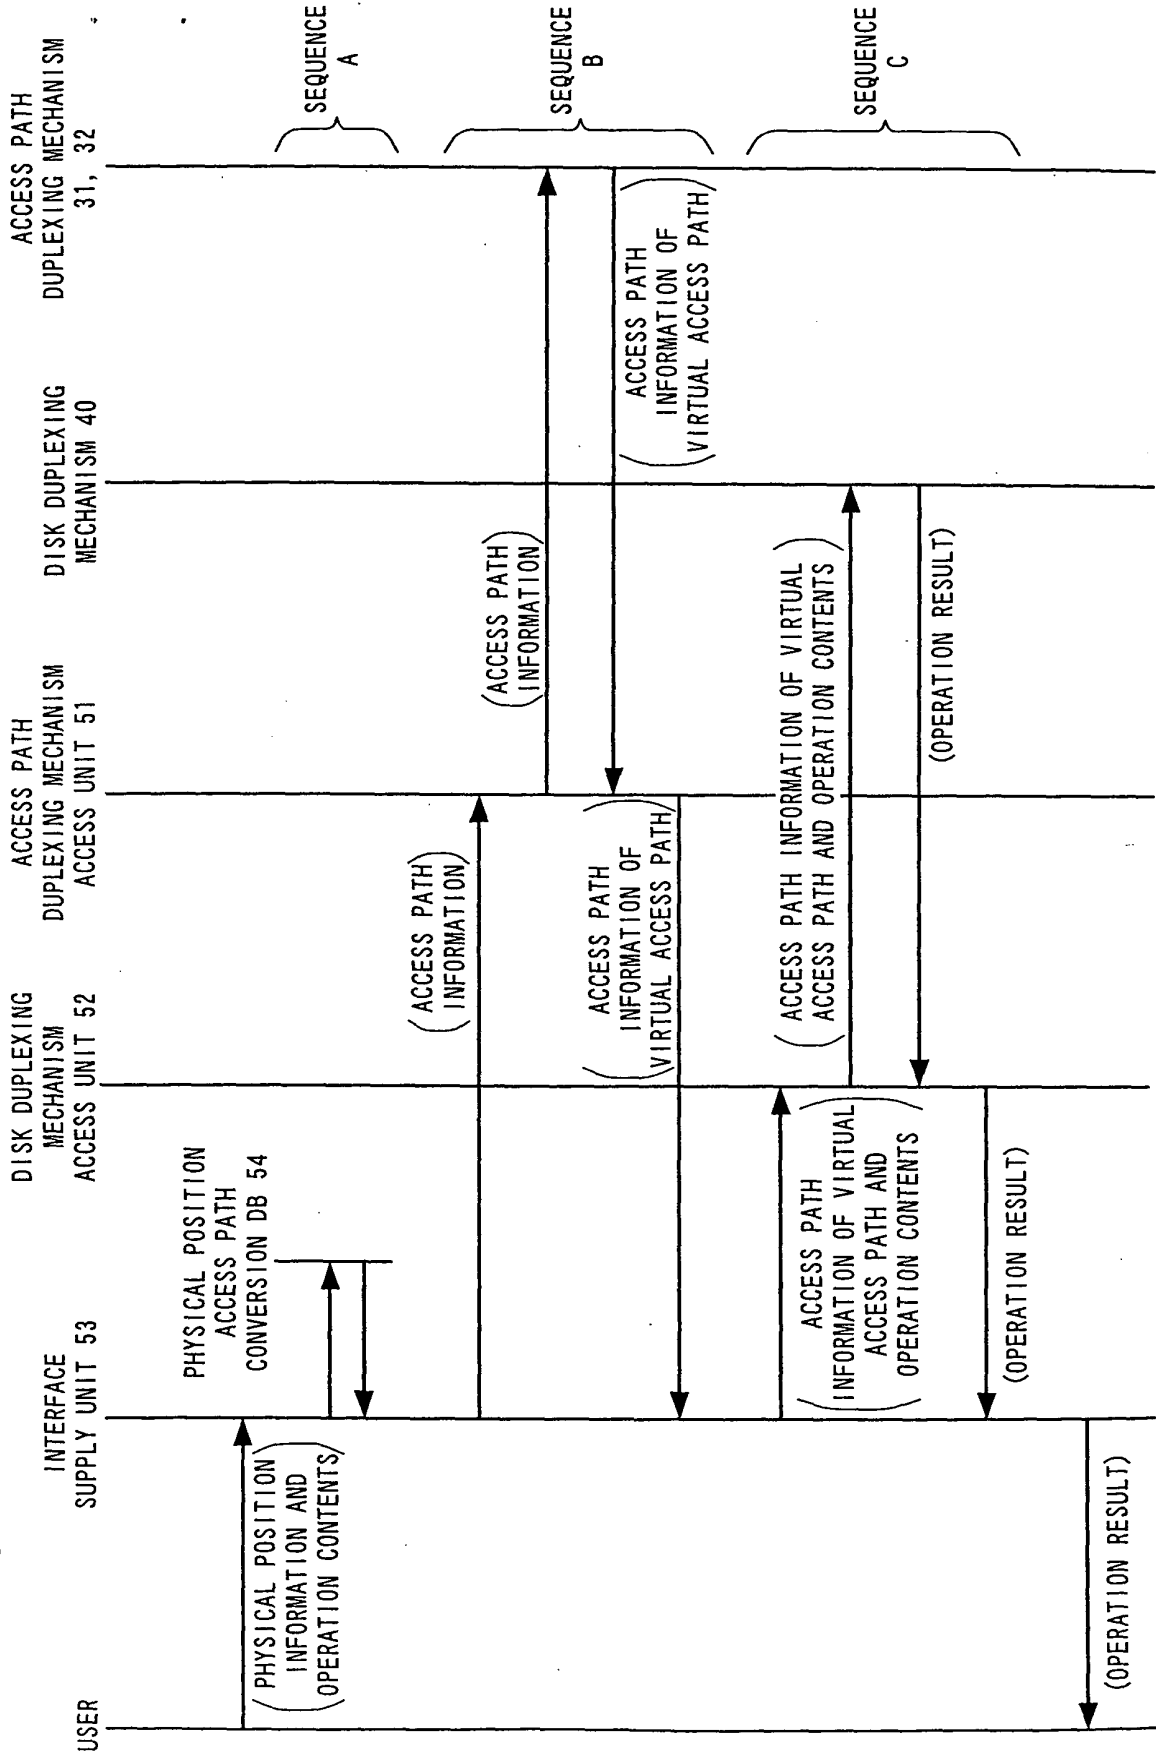 USER
INTERFACE
SUPPLY UNIT 53
DISK DUPLEXING
MECHANISM
ACCESS UNIT 52
ACCESS PATH
DUPLEXING MECHANISM
ACCESS UNIT 51
DISK DUPLEXING
MECHANISM 40
ACCESS PATH
DUPLEXING MECHANISM
31, 32
PHYSICAL POSITION
ACCESS PATH
CONVERSION DB 54
(PHYSICAL POSITION
INFORMATION AND
OPERATION CONTENTS)
SEQUENCE
A
(ACCESS PATH
INFORMATION)
(ACCESS PATH
INFORMATION)
(ACCESS PATH
INFORMATION OF
VIRTUAL ACCESS PATH)
(ACCESS PATH
INFORMATION OF
VIRTUAL ACCESS PATH)
SEQUENCE
B
(ACCESS PATH
INFORMATION OF VIRTUAL
ACCESS PATH AND
OPERATION CONTENTS)
(ACCESS PATH INFORMATION OF VIRTUAL
ACCESS PATH AND OPERATION CONTENTS)
(OPERATION RESULT)
(OPERATION RESULT)
SEQUENCE
C
(OPERATION RESULT)